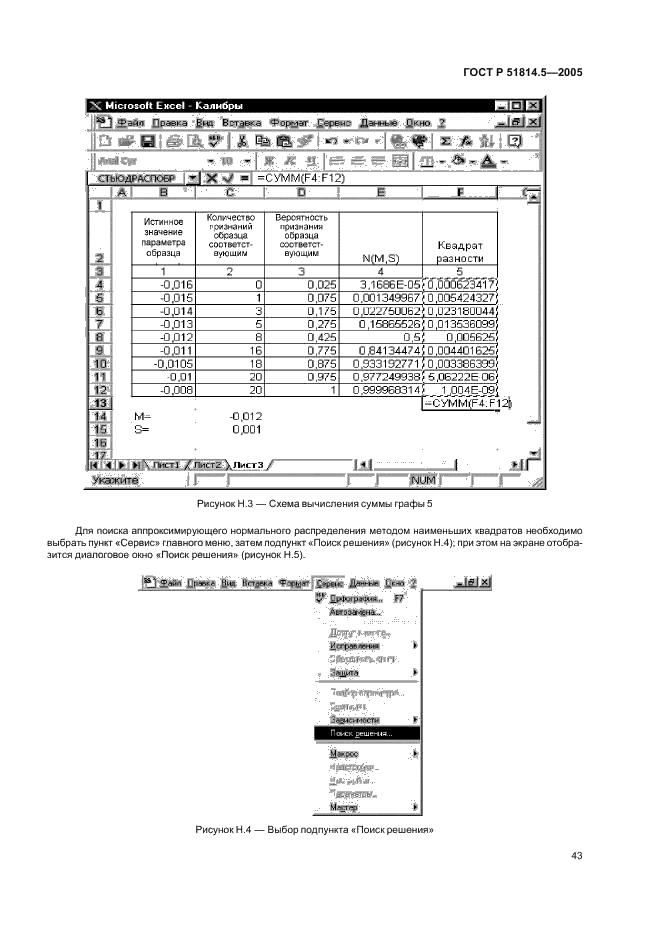 ГОСТ Р 51814.5—2005
Microsoft Excel - Калибры
Файл Правка Вид Вставка Формат Сервис Данные Окно ?
Arial Cyr 10 Ж К Ч
СТЬЮДРАСПОБР =СУММ(F4:F12)
A B C D E F
1
2 Истинное значение параметра образца Количество признаний образца соответст-вующим Вероятность признания образца соответст-вующим N(M,S) Квадрат разности
3 1 2 3 4 5
4 -0,016 0 0,025 3,1686E-05 0,000623417
5 -0,015 1 0,075 0,001349967 0,005424327
6 -0,014 3 0,175 0,022750062 0,023180044
7 -0,013 5 0,275 0,15865526 0,013536099
8 -0,012 8 0,425 0,5 0,005625
9 -0,011 16 0,775 0,84134474 0,004401625
10 -0,0105 18 0,875 0,933192771 0,003386399
11 -0,01 20 0,975 0,977249938 5,06222E-06
12 -0,008 20 1 0,999968314 1,004E-09
13 =СУММ(F4:F12)
14 M= -0,012
15 S= 0,001
16
17
Лист1 Лист2 Лист3
Укажите NUM
Рисунок Н.3 — Схема вычисления суммы графы 5
Для поиска аппроксимирующего нормального распределения методом наименьших квадратов необходимо
выбрать пункт «Сервис» главного меню, затем подпункт «Поиск решения» (рисунок Н.4); при этом на экране отобра-
зится диалоговое окно «Поиск решения» (рисунок Н.5).
Файл Правка Вид Вставка Формат Сервис Данные Окно ?
Орфография... F7
Автозамена...
Исправления
Защита
Зависимости
Поиск решения...
Макрос
Мастер
Рисунок Н.4 — Выбор подпункта «Поиск решения»
43